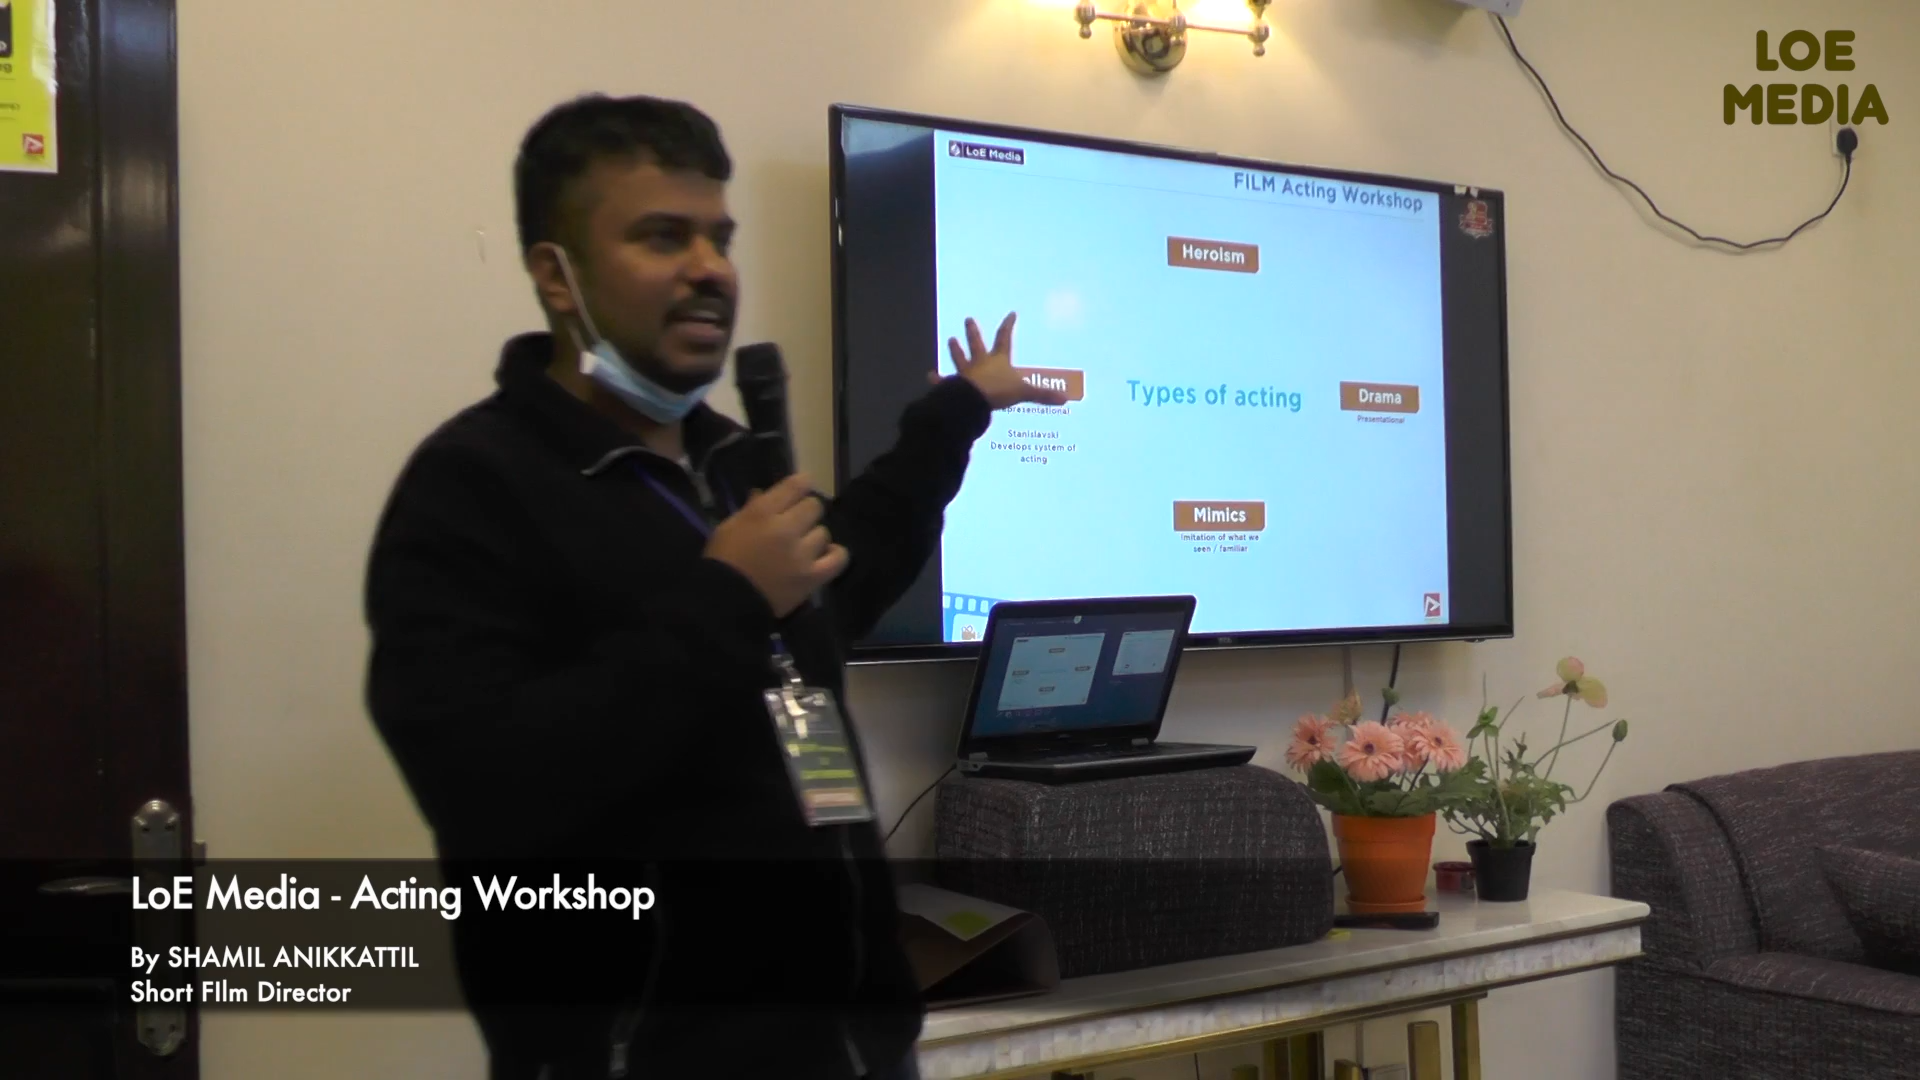 LOE
MEDIA
LoE Media
FILM Acting Workshop
Heroism
Types of acting
Drama
Presentational
Stanislavski
Develops system of
acting
Mimics
Imitation of what we
seen / familiar
LoE Media - Acting Workshop
By SHAMIL ANIKKATTIL
Short FIlm Director